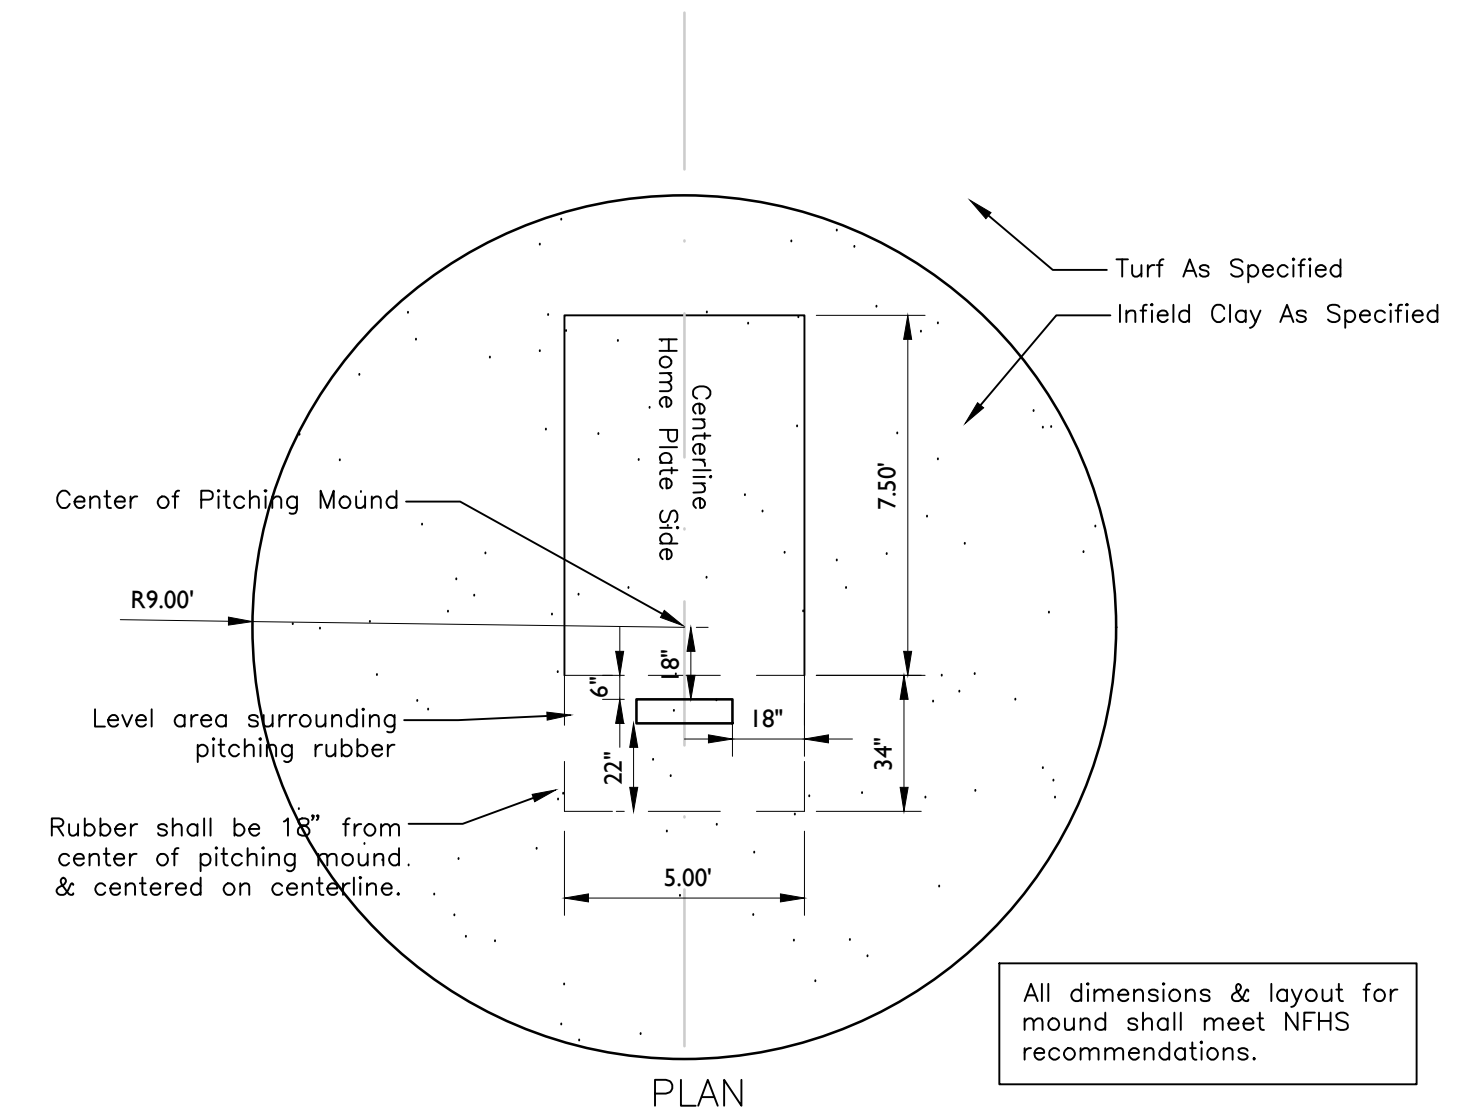 Turf As Specified
Infield Clay As Specified
Centerline
Home Plate Side
7.50'
Center of Pitching Mound
R9.00'
18"
6"
Level area surrounding
pitching rubber
18"
22"
34"
Rubber shall be 18” from
center of pitching mound
& centered on centerline.
5.00'
All dimensions & layout for
mound shall meet NFHS
recommendations.
PLAN